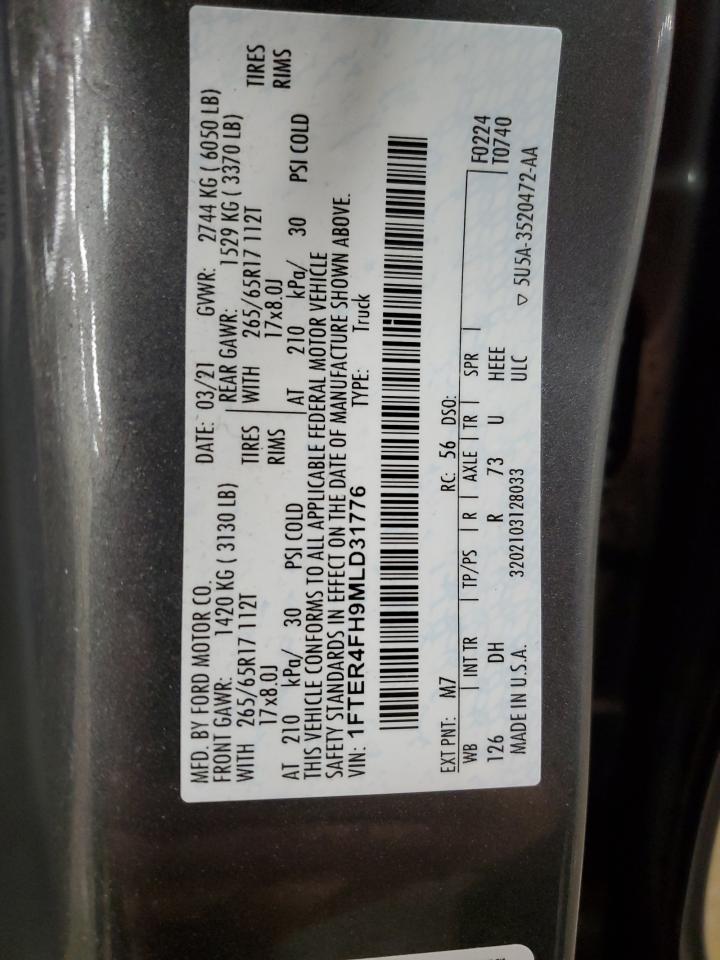 MFD. BY FORD MOTOR CO.
DATE: 03/21 GVWR: 2744 KG ( 6050 LB)
FRONT GAWR: 1420 KG ( 3130 LB)
REAR GAWR: 1529 KG ( 3370 LB)
WITH 265/65R17 112T TIRES
WITH 265/65R17 112T TIRES
17x8.0J RIMS
17x8.0J RIMS
AT 210 kPa/ 30 PSI COLD
AT 210 kPa/ 30 PSI COLD
THIS VEHICLE CONFORMS TO ALL APPLICABLE FEDERAL MOTOR VEHICLE
SAFETY STANDARDS IN EFFECT ON THE DATE OF MANUFACTURE SHOWN ABOVE.
VIN: 1FTER4FH9MLD31776 TYPE: Truck
EXT PNT: M7 RC: 56 DSO:
WB INT TR TP/PS R AXLE TR SPR F0224
T0740
126 DH R 73 U HEEE
MADE IN U.S.A. 3202103128033 ULC
▽ 5U5A-3520472-AA